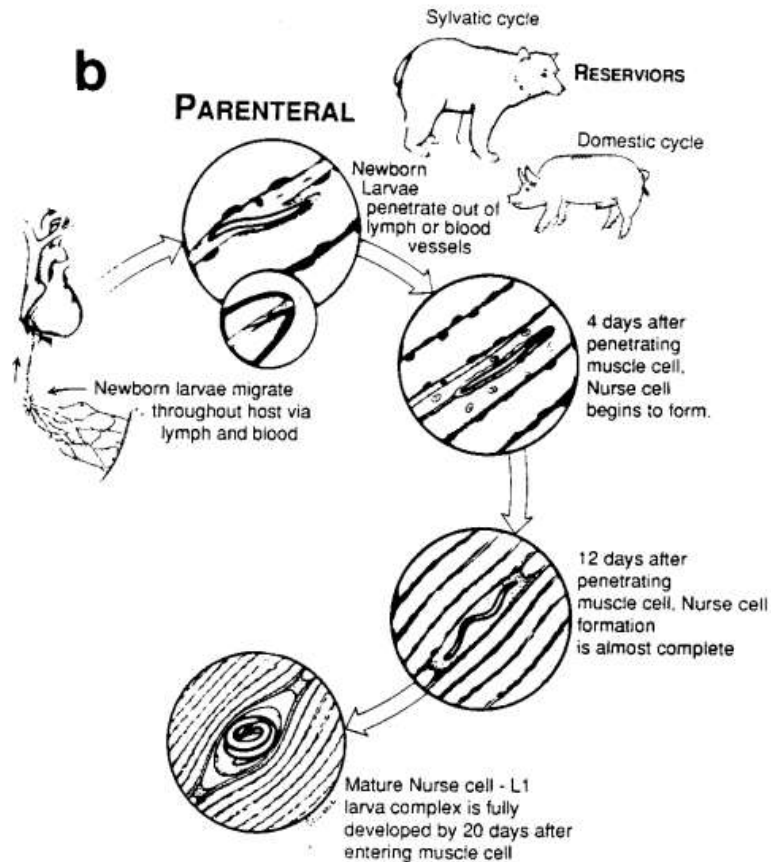 b
Sylvatic cycle
RESERVIORS
PARENTERAL
Domestic cycle
Newborn
Larvae
penetrate out of
lymph or blood
vessels
4 days after
penetrating
muscle cell,
Nurse cell
begins to form.
Newborn larvae migrate
throughout host via
lymph and blood
12 days after
penetrating
muscle cell, Nurse cell
formation
is almost complete
Mature Nurse cell - L1
larva complex is fully
developed by 20 days after
entering muscle cell